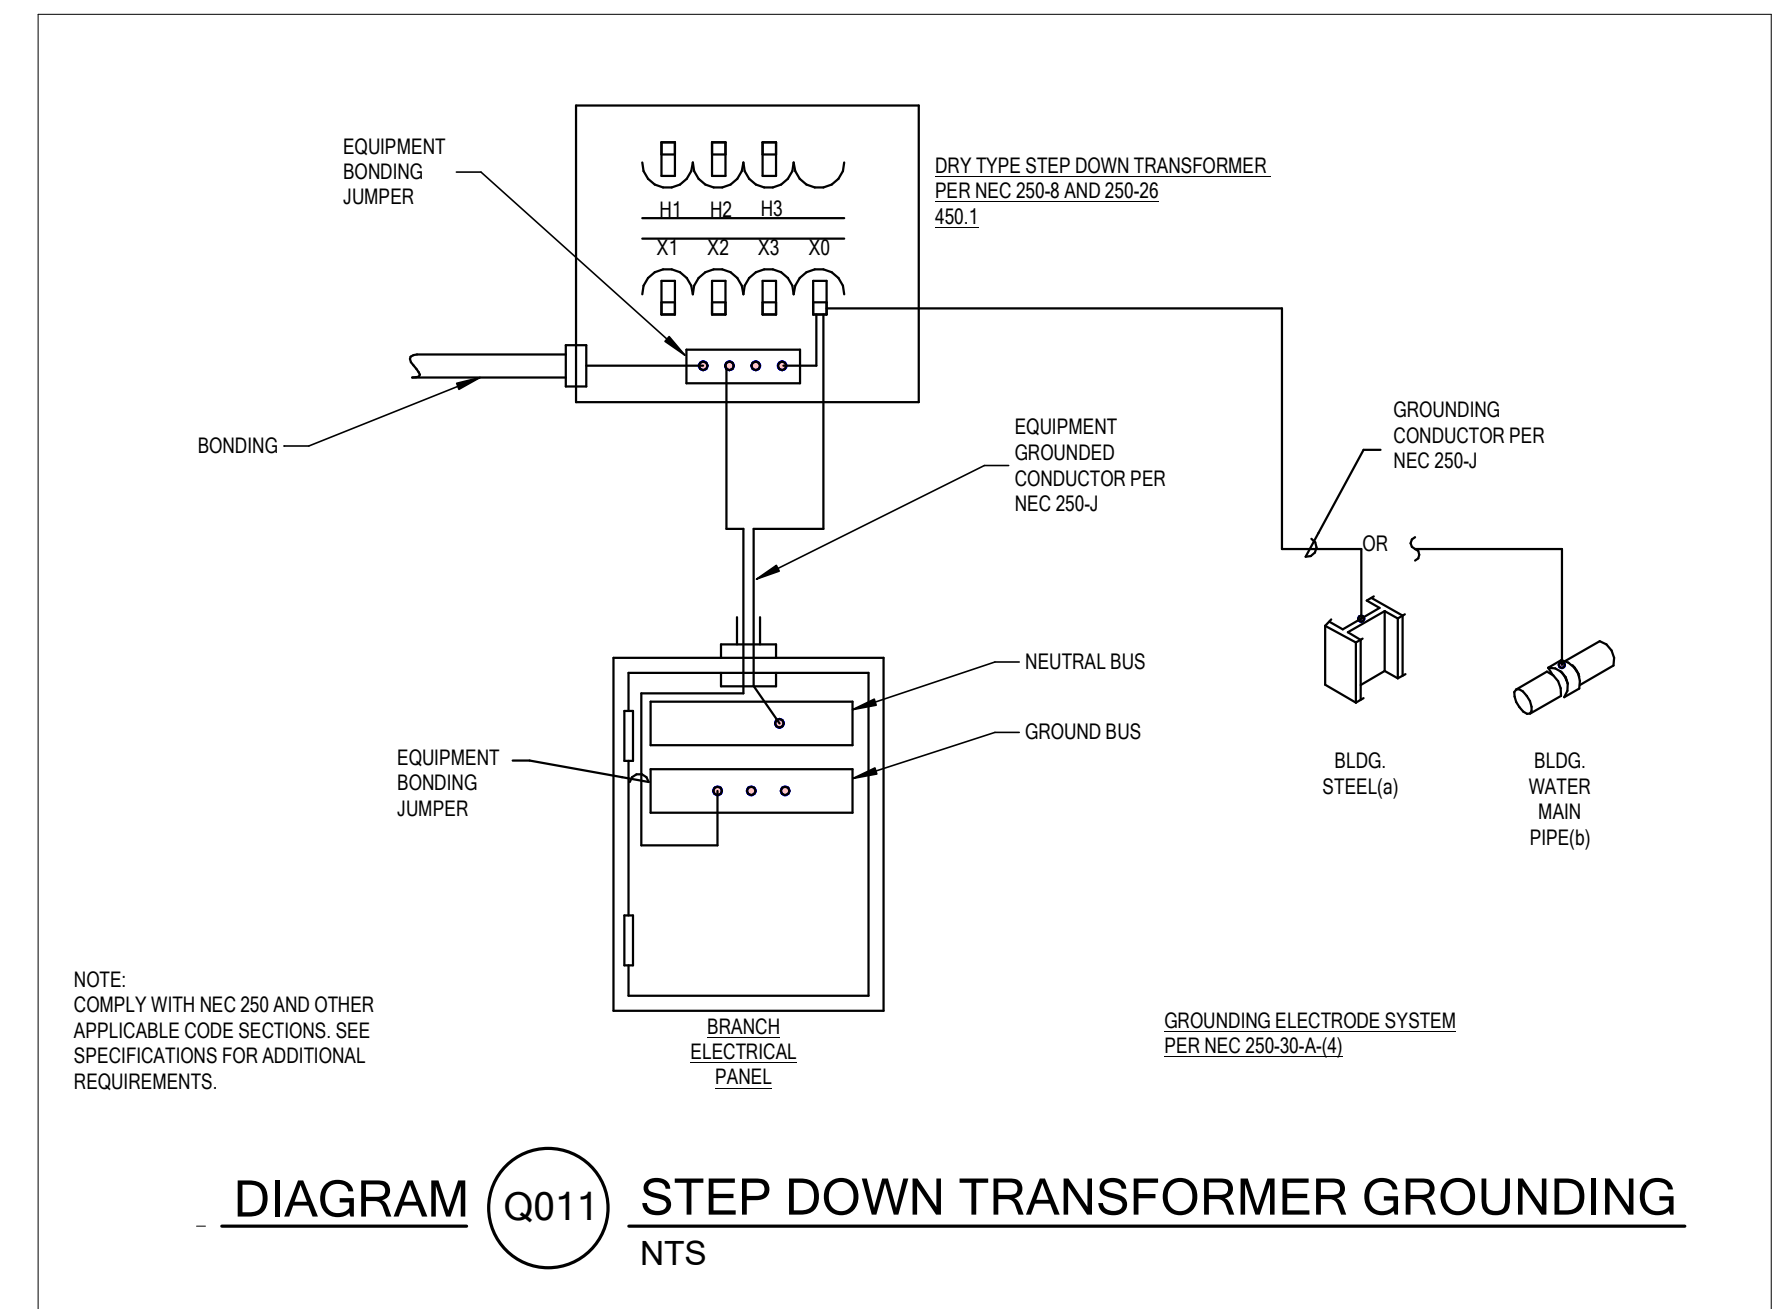 EQUIPMENT
BONDING
JUMPER
DRY TYPE STEP DOWN TRANSFORMER
PER NEC 250-8 AND 250-26
450.1
H1 H2 H3
X1 X2 X3 X0
BONDING
EQUIPMENT
GROUNDED
CONDUCTOR PER
NEC 250-J
GROUNDING
CONDUCTOR PER
NEC 250-J
OR
NEUTRAL BUS
GROUND BUS
EQUIPMENT
BONDING
JUMPER
BLDG.
STEEL(a)
BLDG.
WATER
MAIN
PIPE(b)
NOTE:
COMPLY WITH NEC 250 AND OTHER
APPLICABLE CODE SECTIONS. SEE
SPECIFICATIONS FOR ADDITIONAL
REQUIREMENTS.
BRANCH
ELECTRICAL
PANEL
GROUNDING ELECTRODE SYSTEM
PER NEC 250-30-A-(4)
DIAGRAM Q011 STEP DOWN TRANSFORMER GROUNDING
NTS